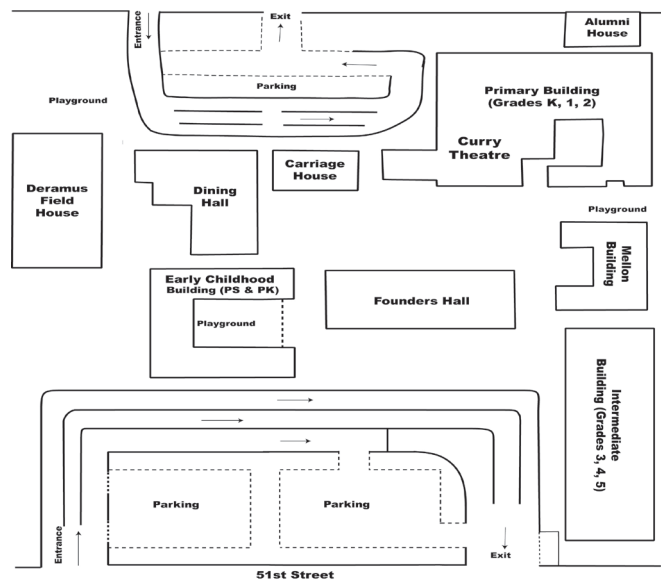 Entrance
Exit
Alumni
House
Parking
Primary Building
(Grades K, 1, 2)
Playground
Curry
Theatre
Carriage
House
Deramus
Field
House
Dining
Hall
Playground
Mellon
Building
Early Childhood
Building (PS & PK)
Founders Hall
Playground
Intermediate
Building (Grades 3, 4, 5)
Parking
Parking
Entrance
Exit
51st Street